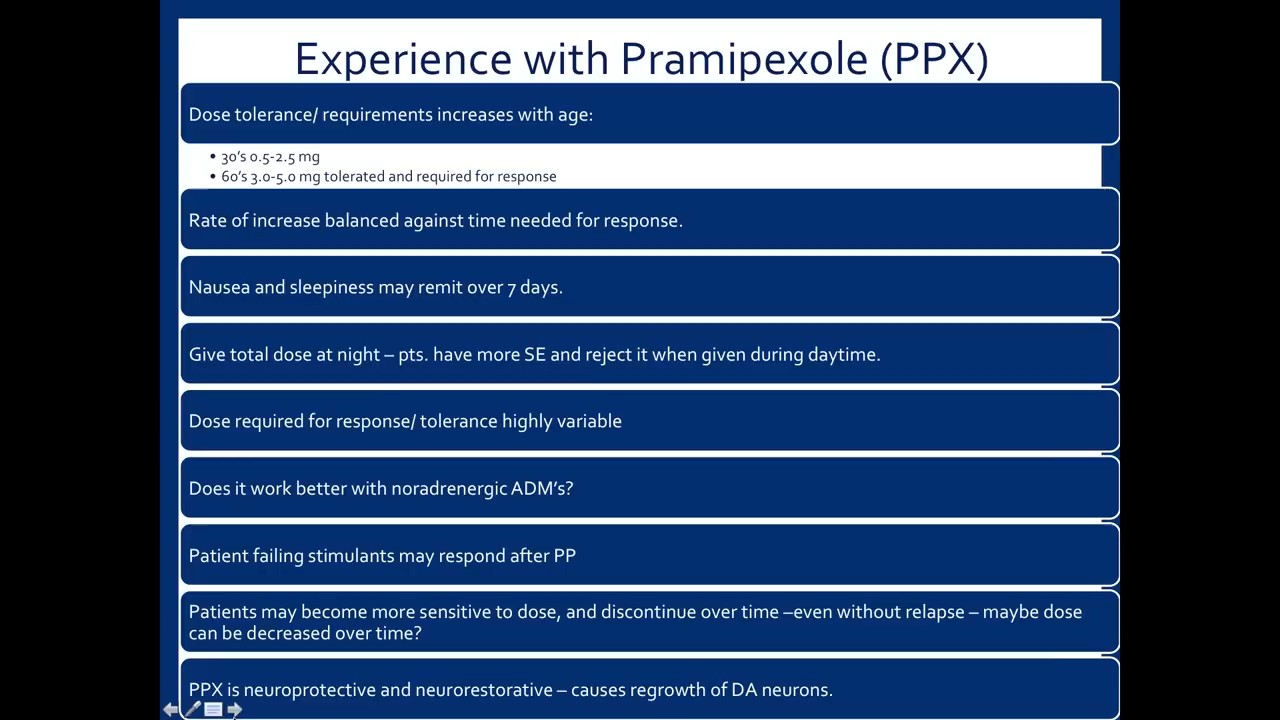 Experience with Pramipexole (PPX)
Dose tolerance/ requirements increases with age:
• 30's 0.5-2.5 mg
• 60's 3.0-5.0 mg tolerated and required for response
Rate of increase balanced against time needed for response.
Nausea and sleepiness may remit over 7 days.
Give total dose at night – pts. have more SE and reject it when given during daytime.
Dose required for response/ tolerance highly variable
Does it work better with noradrenergic ADM's?
Patient failing stimulants may respond after PP
Patients may become more sensitive to dose, and discontinue over time –even without relapse – maybe dose
can be decreased over time?
PPX is neuroprotective and neurorestorative – causes regrowth of DA neurons.